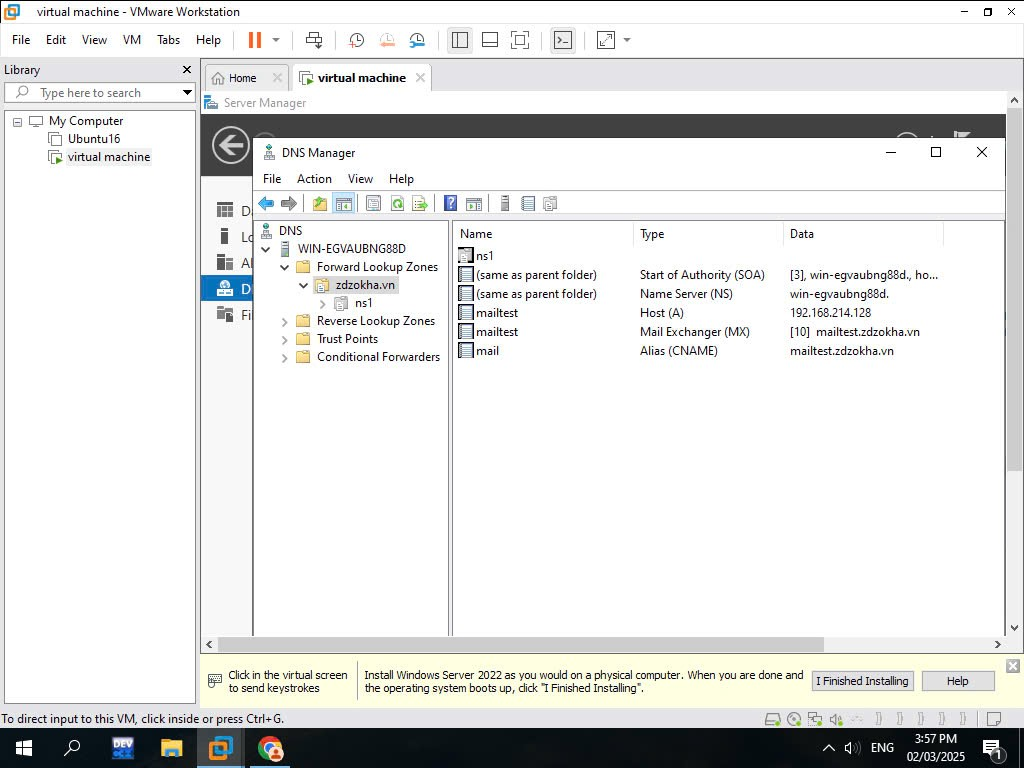 virtual machine - VMware Workstation
File Edit View VM Tabs Help
Library
Type here to search
My Computer
Ubuntu16
virtual machine
Home
virtual machine
Server Manager
DNS Manager
File Action View Help
DNS
WIN-EGVAUBNG88D
Forward Lookup Zones
zdzokha.vn
ns1
Reverse Lookup Zones
Trust Points
Conditional Forwarders
Name Type Data
ns1
(same as parent folder) Start of Authority (SOA) [3], win-egvaubng88d., ho...
(same as parent folder) Name Server (NS) win-egvaubng88d.
mailtest Host (A) 192.168.214.128
mailtest Mail Exchanger (MX) [10] mailtest.zdzokha.vn
mail Alias (CNAME) mailtest.zdzokha.vn
Click in the virtual screen
to send keystrokes
Install Windows Server 2022 as you would on a physical computer. When you are done and
the operating system boots up, click "I Finished Installing".
I Finished Installing
Help
To direct input to this VM, click inside or press Ctrl+G.
DEV
ENG
3:57 PM
02/03/2025
1